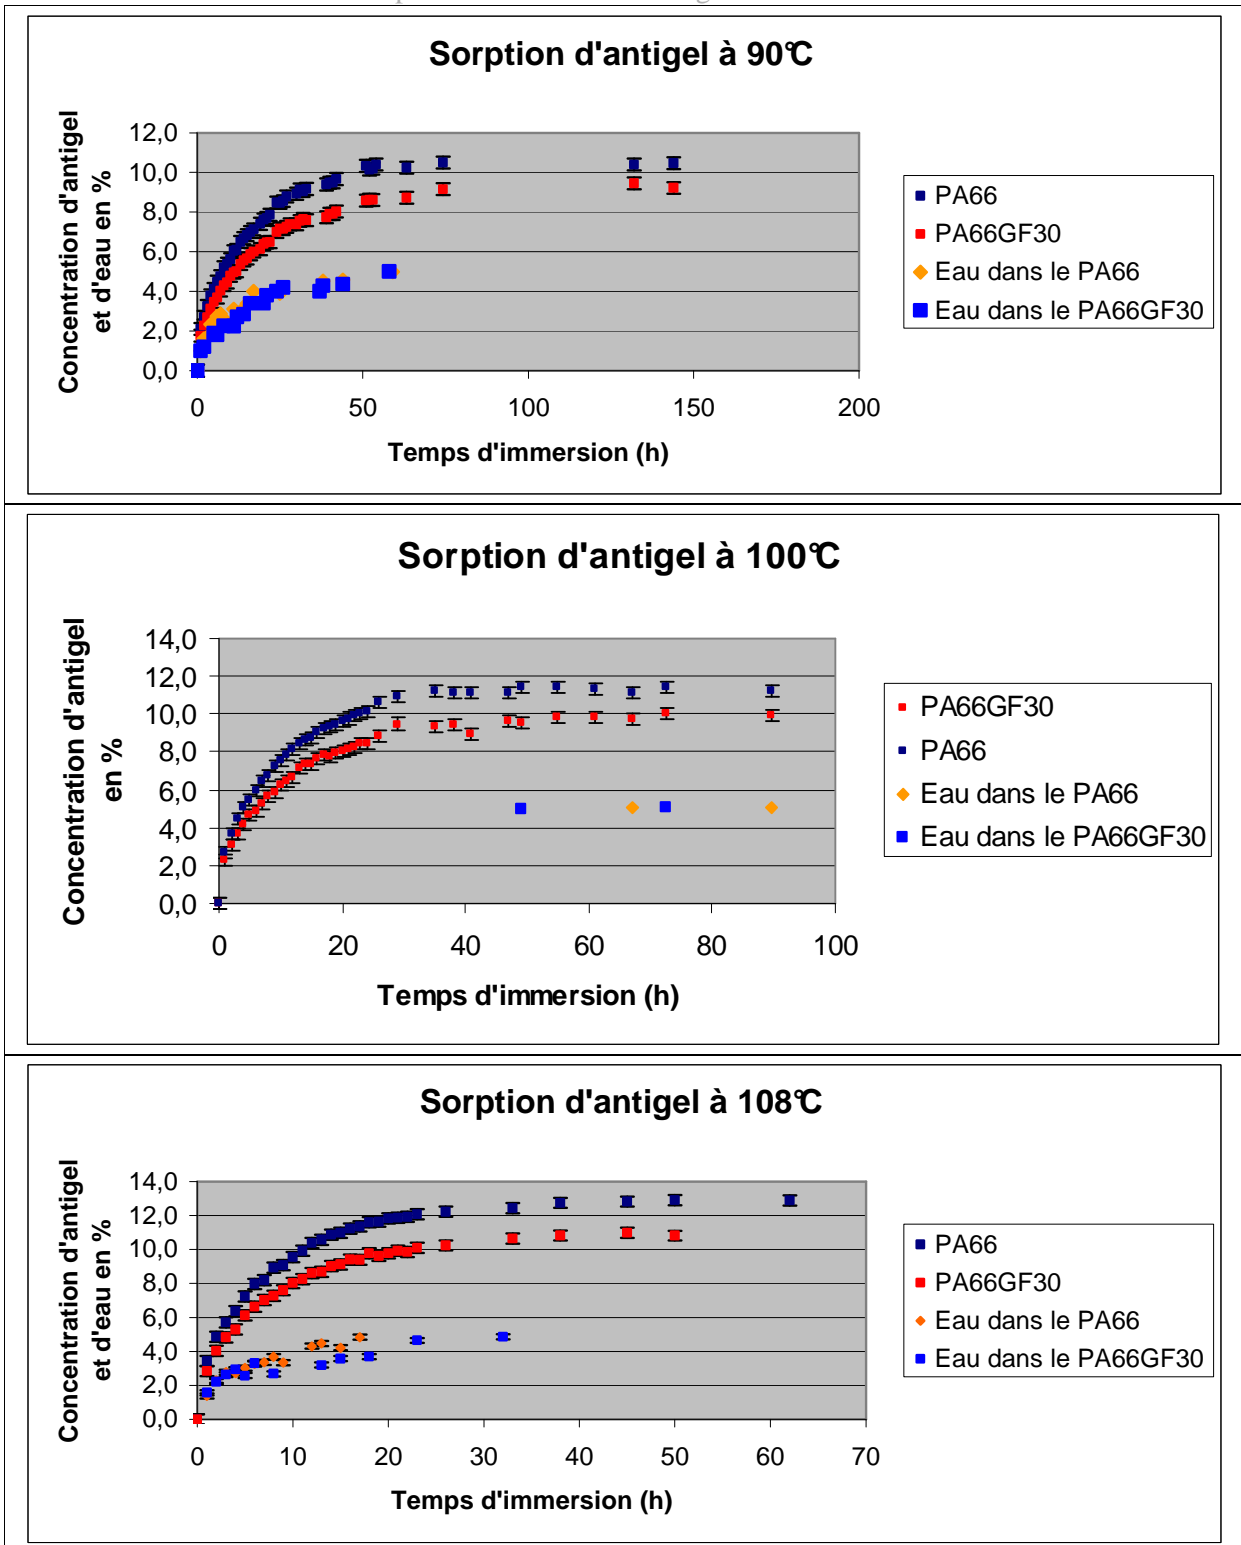 Sorption d'antigel à 90°C
Concentration d'antigel
et d'eau en %
12,0
10,0
8,0
6,0
4,0
2,0
0,0
0 50 100 150 200
Temps d'immersion (h)
PA66
PA66GF30
Eau dans le PA66
Eau dans le PA66GF30
Sorption d'antigel à 100°C
Concentration d'antigel
en %
14,0
12,0
10,0
8,0
6,0
4,0
2,0
0,0
0 20 40 60 80 100
Temps d'immersion (h)
PA66GF30
PA66
Eau dans le PA66
Eau dans le PA66GF30
Sorption d'antigel à 108°C
Concentration d'antigel
et d'eau en %
14,0
12,0
10,0
8,0
6,0
4,0
2,0
0,0
0 10 20 30 40 50 60 70
Temps d'immersion (h)
PA66
PA66GF30
Eau dans le PA66
Eau dans le PA66GF30